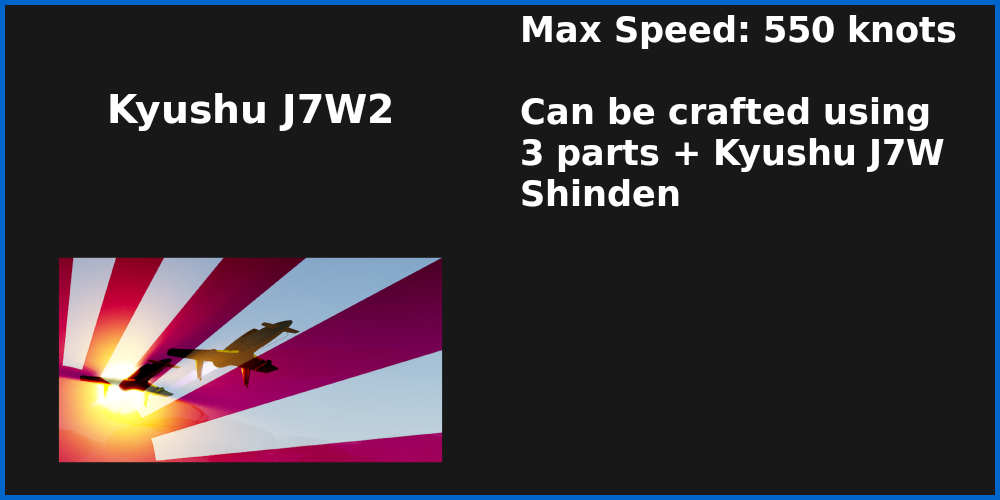 Kyushu J7W2
Max Speed: 550 knots
Can be crafted using
3 parts + Kyushu J7W
Shinden